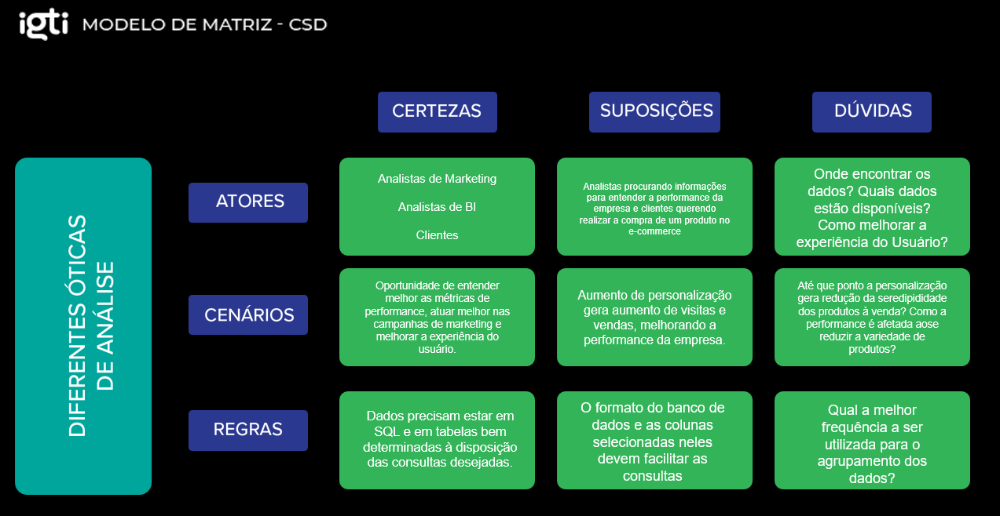 igti MODELO DE MATRIZ - CSD
CERTEZAS
SUPOSIÇÕES
DÚVIDAS
DIFERENTES ÓTICAS
DE ANÁLISE
ATORES
Analistas de Marketing
Analistas de BI
Clientes
Analistas procurando informações
para entender a performance da
empresa e clientes querendo
realizar a compra de um produto no
e-commerce
Onde encontrar os
dados? Quais dados
estão disponíveis?
Como melhorar a
experiência do Usuário?
CENÁRIOS
Oportunidade de entender
melhor as métricas de
performance, atuar melhor nas
campanhas de marketing e
melhorar a experiência do
usuário.
Aumento de personalização
gera aumento de visitas e
vendas, melhorando a
performance da empresa.
Até que ponto a personalização
gera redução da seredipididade
dos produtos à venda? Como a
performance é afetada aose
reduzir a variedade de
produtos?
REGRAS
Dados precisam estar em
SQL e em tabelas bem
determinadas à disposição
das consultas desejadas.
O formato do banco de
dados e as colunas
selecionadas neles
devem facilitar as
consultas
Qual a melhor
frequência a ser
utilizada para o
agrupamento dos
dados?